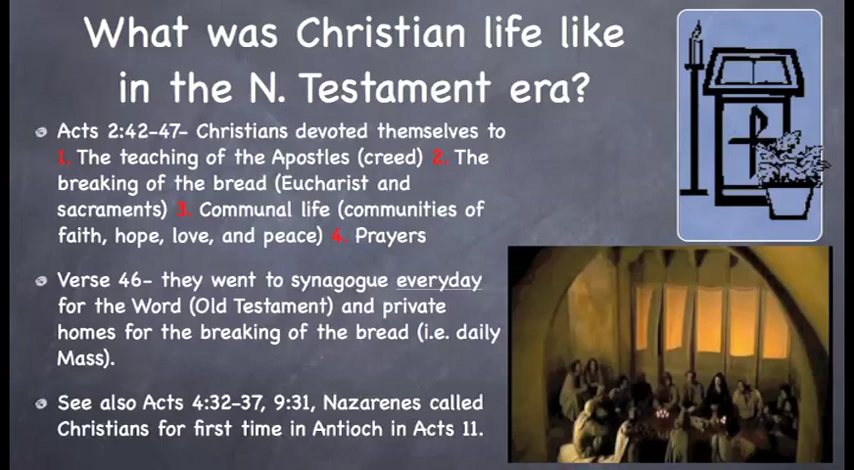 What was Christian life like
in the N. Testament era?
Acts 2:42-47- Christians devoted themselves to
1. The teaching of the Apostles (creed) 2. The
breaking of the bread (Eucharist and
sacraments) 3. Communal life (communities of
faith, hope, love, and peace) 4. Prayers
Verse 46- they went to synagogue everyday
for the Word (Old Testament) and private
homes for the breaking of the bread (i.e. daily
Mass).
See also Acts 4:32-37, 9:31, Nazarenes called
Christians for first time in Antioch in Acts 11.